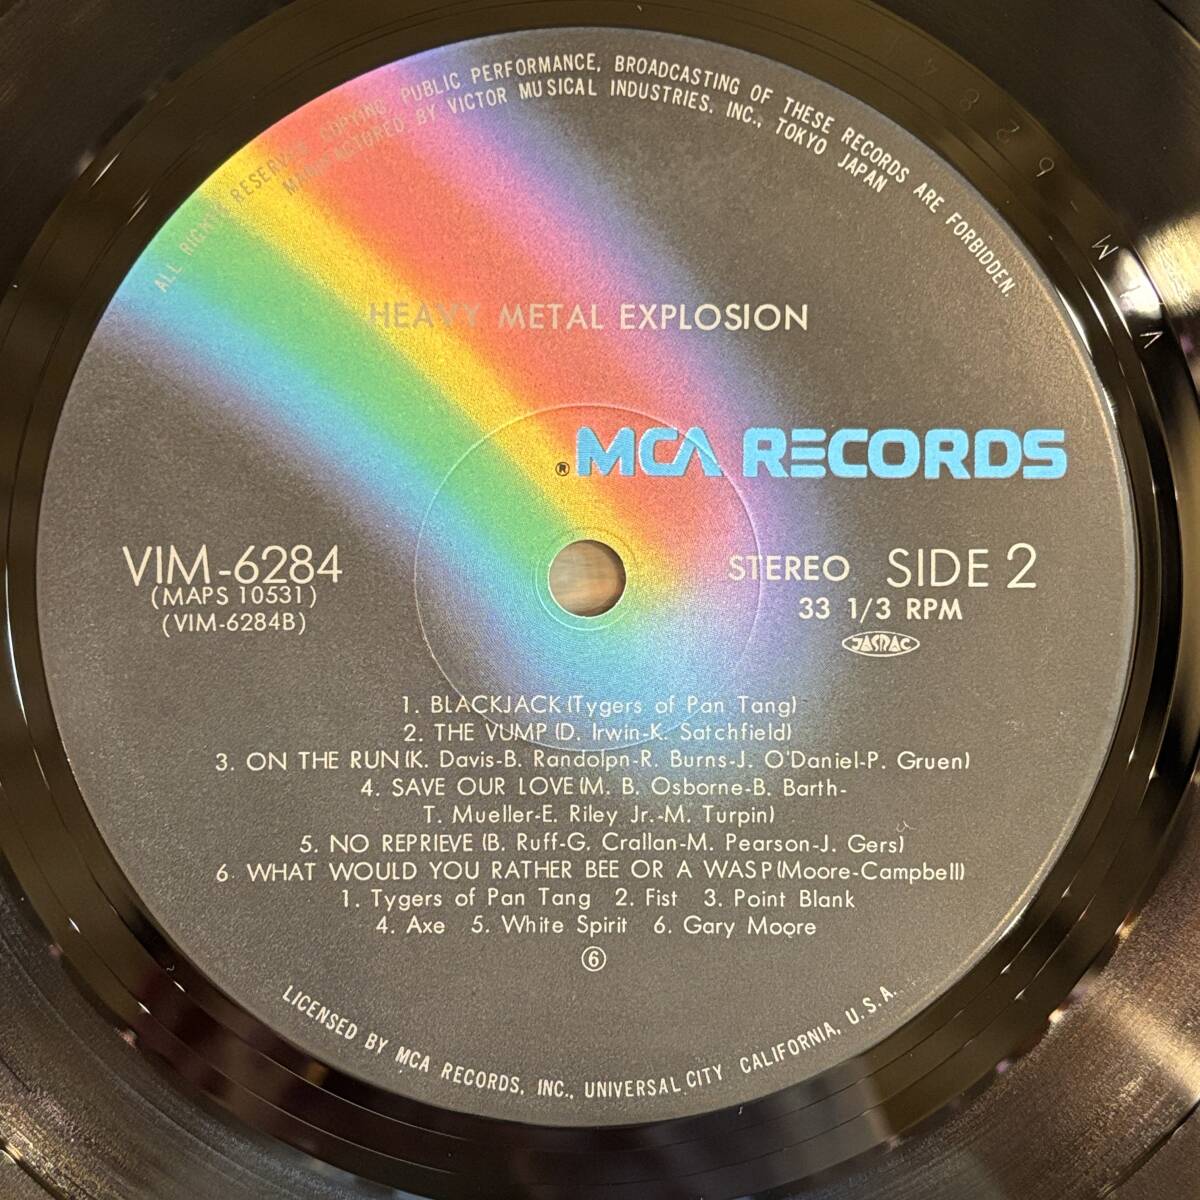 ALL RIGHTS RESERVED. COPYING, PUBLIC PERFORMANCE, BROADCASTING OF THESE RECORDS ARE FORBIDDEN.
MANUFACTORED BY VICTOR MUSICAL INDUSTRIES, INC., TOKYO JAPAN
HEAVY METAL EXPLOSION
® MCA RECORDS
VIM-6284
(MAPS 10531)
(VIM-6284B)
STEREO SIDE 2
33 1/3 RPM
JASRAC
1. BLACKJACK (Tygers of Pan Tang)
2. THE VUMP (D. Irwin-K. Satchfield)
3. ON THE RUN (K. Davis-B. Randolpn-R. Burns-J. O'Daniel-P. Gruen)
4. SAVE OUR LOVE (M. B. Osborne-B. Barth-
T. Mueller-E. Riley Jr.-M. Turpin)
5. NO REPRIEVE (B. Ruff-G. Crallan-M. Pearson-J. Gers)
6. WHAT WOULD YOU RATHER BEE OR A WASP (Moore-Campbell)
1. Tygers of Pan Tang 2. Fist 3. Point Blank
4. Axe 5. White Spirit 6. Gary Moore
⑥
LICENSED BY MCA RECORDS, INC., UNIVERSAL CITY CALIFORNIA, U.S.A.